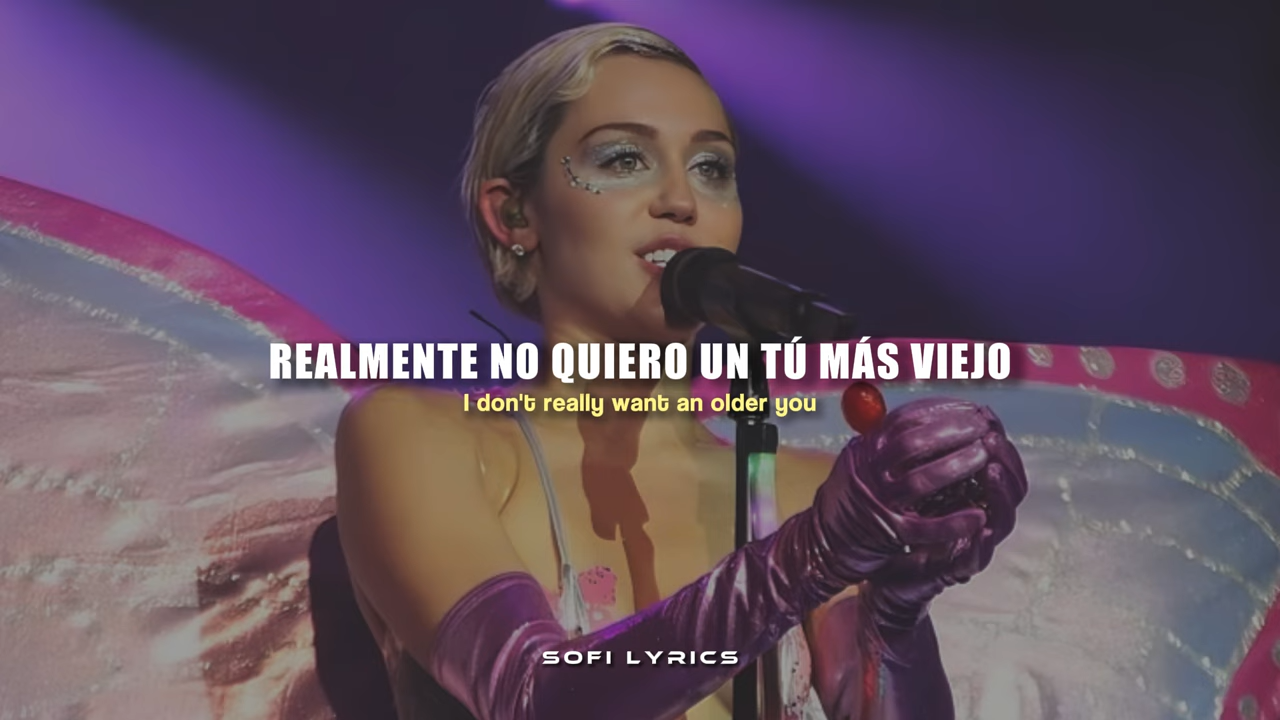 REALMENTE NO QUIERO UN TÚ MÁS VIEJO
I don't really want an older you
SOFI LYRICS